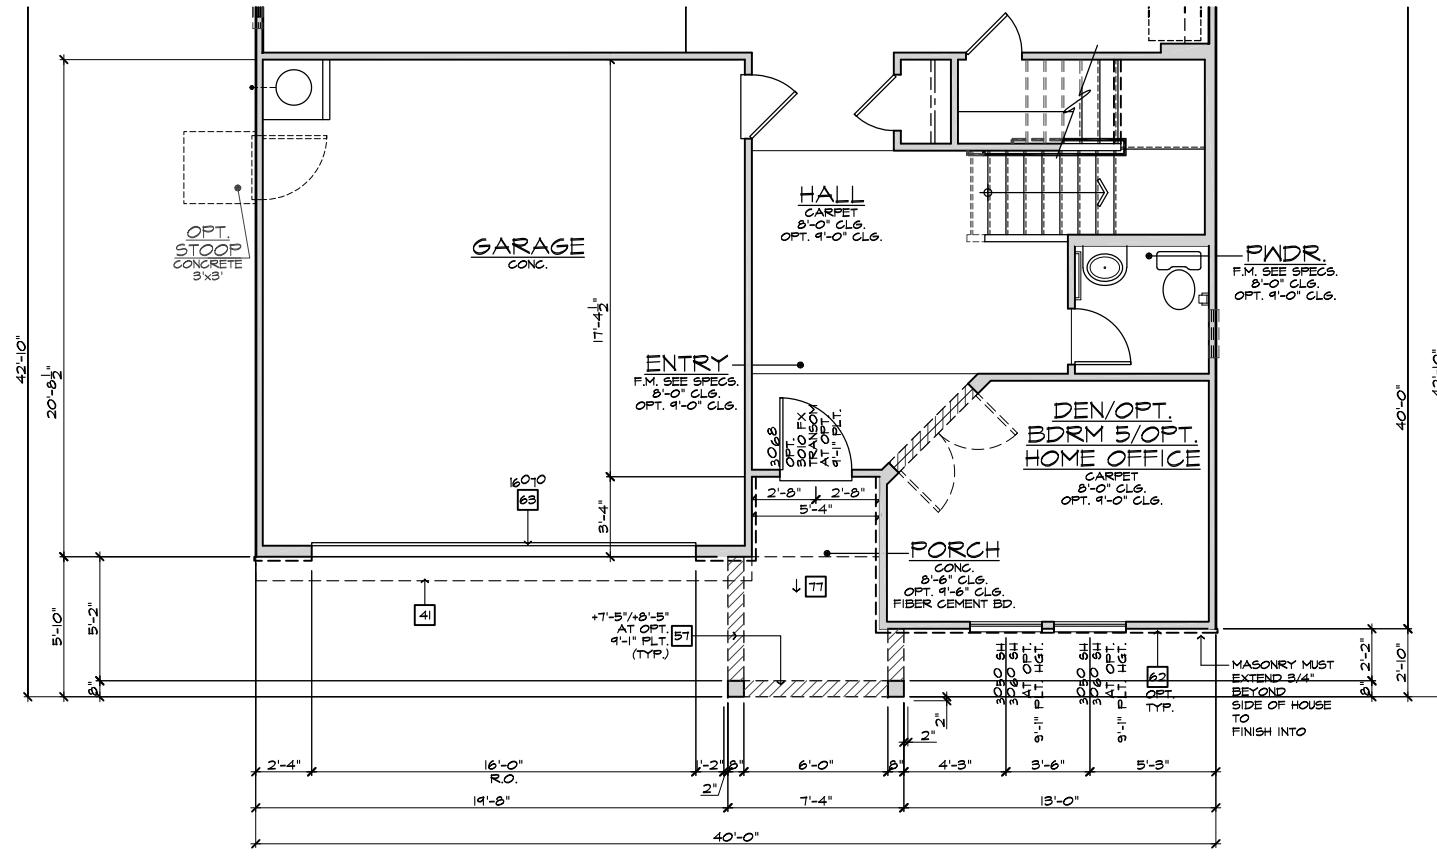 HALL
CARPET
8'-0" CLG.
OPT. 9'-0" CLG.
OPT.
STOOP
CONCRETE
3'x3'
GARAGE
CONC.
PWDR.
F.M. SEE SPECS.
8'-0" CLG.
OPT. 9'-0" CLG.
17'-4 1/2"
42'-10"
20'-8 1/2"
ENTRY
F.M. SEE SPECS.
8'-0" CLG.
OPT. 9'-0" CLG.
40'-0"
42'-10"
DEN/OPT.
BDRM 5/OPT.
HOME OFFICE
CARPET
8'-0" CLG.
OPT. 9'-0" CLG.
3068
OPT.
3010 FX
TRANSOM
AT OPT.
9'-1" PLT.
16070
63
2'-8"
2'-8"
5'-4"
3'-4"
PORCH
CONC.
8'-6" CLG.
OPT. 9'-6" CLG.
FIBER CEMENT BD.
77
41
5'-10"
5'-2"
8"
+7'-5"/+8'-5"
AT OPT.
9'-1" PLT.
(TYP.)
57
3050 SH
3060 SH
AT OPT.
9'-1" PLT. HGT.
3050 SH
3060 SH
AT OPT.
9'-1" PLT. HGT.
62
OPT.
TYP.
MASONRY MUST
EXTEND 3/4"
BEYOND
SIDE OF HOUSE
TO
FINISH INTO
2'-2"
8"
2'-10"
2"
2"
2'-4"
16'-0"
R.O.
1'-2"
8"
6'-0"
8"
4'-3"
3'-6"
5'-3"
2"
19'-8"
7'-4"
13'-0"
40'-0"